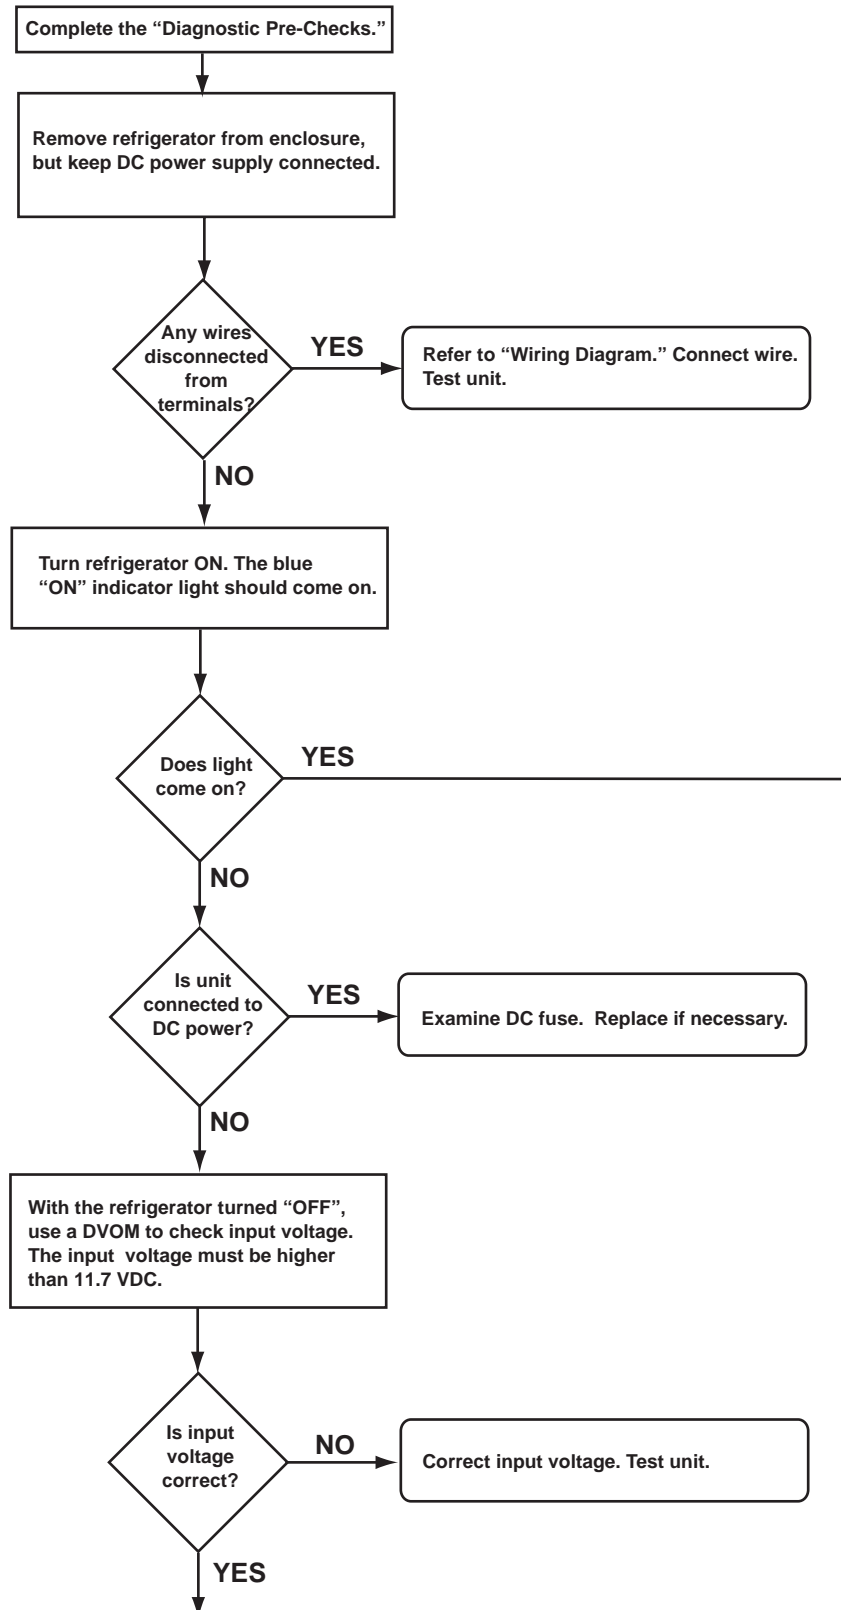 Complete the “Diagnostic Pre-Checks.”
Remove refrigerator from enclosure,
but keep DC power supply connected.
Any wires
disconnected
from
terminals?
YES
Refer to “Wiring Diagram.” Connect wire.
Test unit.
NO
Turn refrigerator ON. The blue
“ON” indicator light should come on.
Does light
come on?
YES
NO
Is unit
connected to
DC power?
YES
Examine DC fuse.  Replace if necessary.
NO
With the refrigerator turned “OFF”,
use a DVOM to check input voltage.
The input  voltage must be higher
than 11.7 VDC.
Is input
voltage
correct?
NO
Correct input voltage. Test unit.
YES